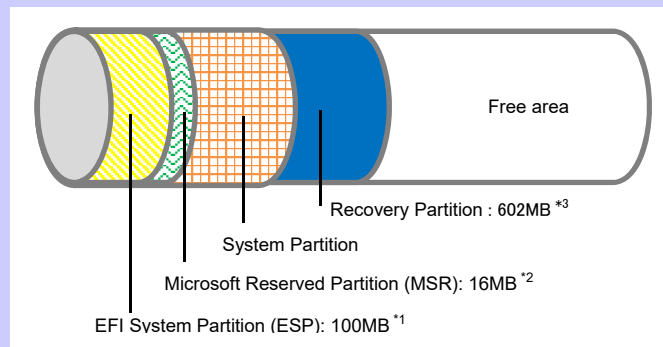 Free area
Recovery Partition : 602MB *3
System Partition
Microsoft Reserved Partition (MSR): 16MB *2
EFI System Partition (ESP): 100MB *1